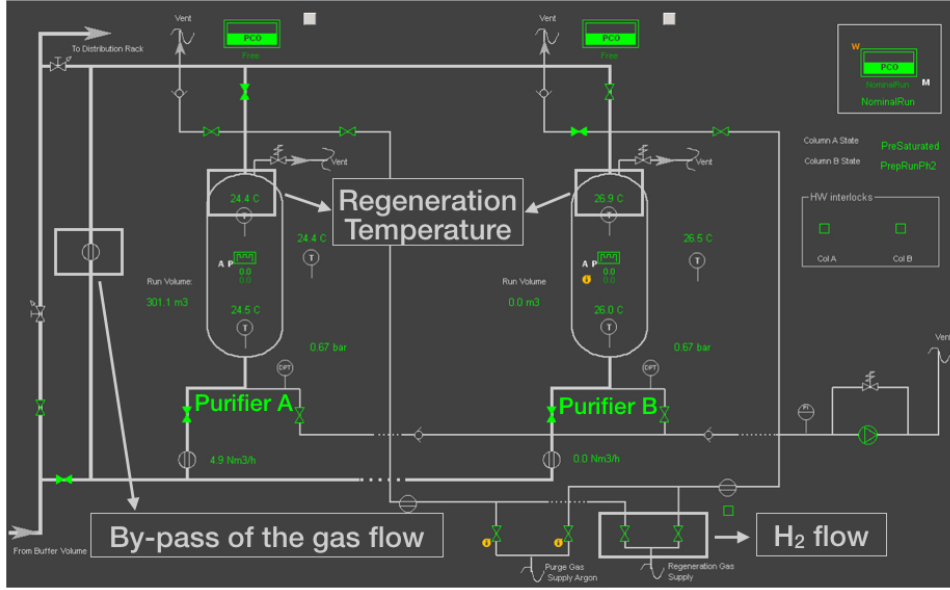 Vent
PCO
Free
To Distribution Rack
Vent
PCO
Free
W
PCO
NominalRun
M
NominalRun
Column A State
PreSaturated
Column B State
PrepRunPh2
HW interlocks
Col A
Col B
Vent
Vent
24.4 C
T
Regeneration
Temperature
26.9 C
T
24.4 C
T
26.5 C
T
A P
0.0
0.0
A P
0.0
0.0
Run Volume:
301.1 m3
Run Volume
0.0 m3
24.5 C
T
26.0 C
T
0.67 bar
0.67 bar
Vent
DPT
DPT
Purifier A
Purifier B
PI
4.9 Nm3/h
0.0 Nm3/h
By-pass of the gas flow
H₂ flow
From Buffer Volume
Purge Gas
Supply Argon
Regeneration Gas
Supply